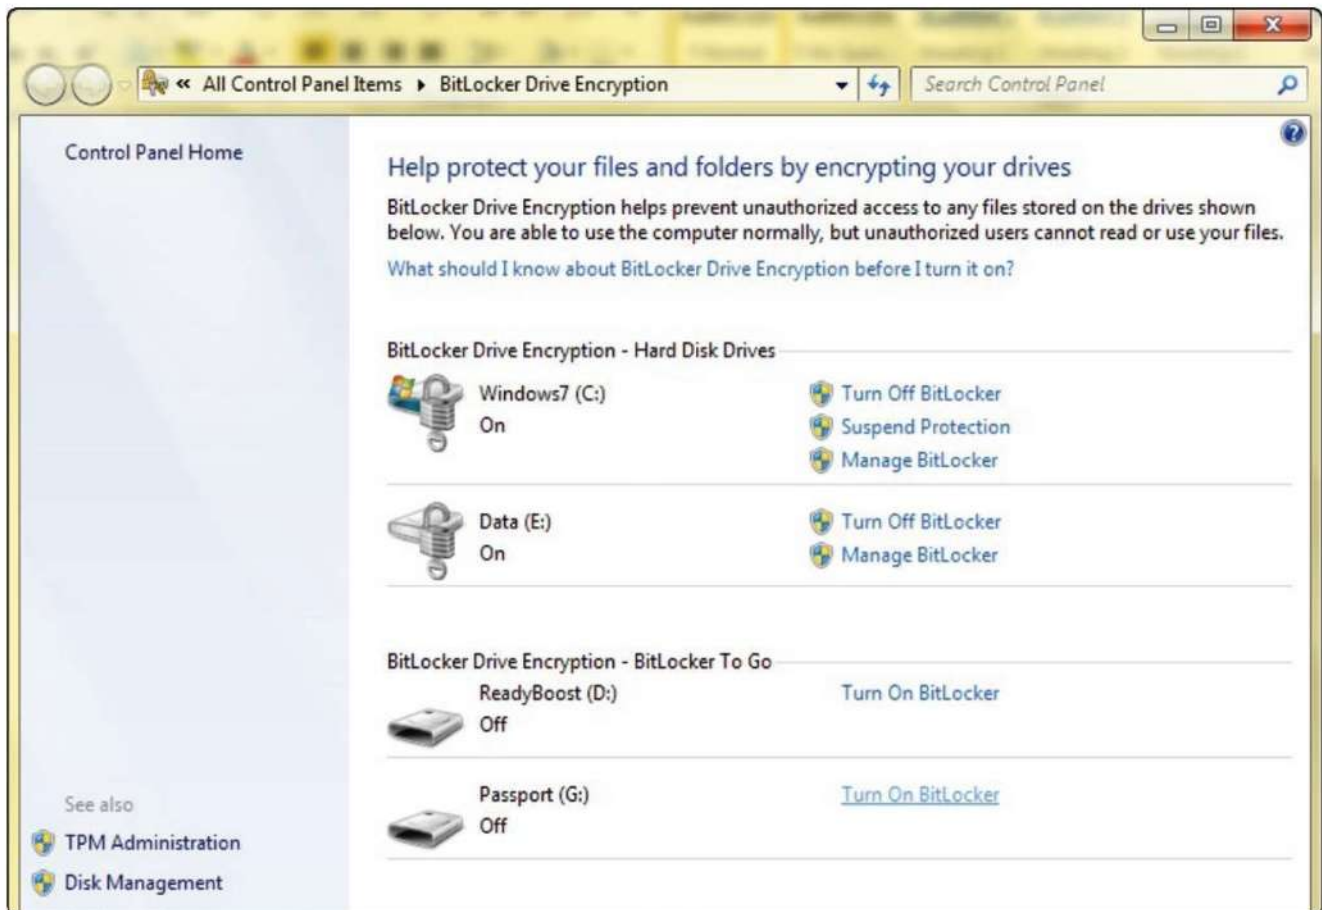 « All Control Panel Items ▸ BitLocker Drive Encryption
Search Control Panel
Control Panel Home
Help protect your files and folders by encrypting your drives
BitLocker Drive Encryption helps prevent unauthorized access to any files stored on the drives shown
below. You are able to use the computer normally, but unauthorized users cannot read or use your files.
What should I know about BitLocker Drive Encryption before I turn it on?
BitLocker Drive Encryption - Hard Disk Drives
Windows7 (C:)
On
Turn Off BitLocker
Suspend Protection
Manage BitLocker
Data (E:)
On
Turn Off BitLocker
Manage BitLocker
BitLocker Drive Encryption - BitLocker To Go
ReadyBoost (D:)
Off
Turn On BitLocker
Passport (G:)
Off
Turn On BitLocker
See also
TPM Administration
Disk Management